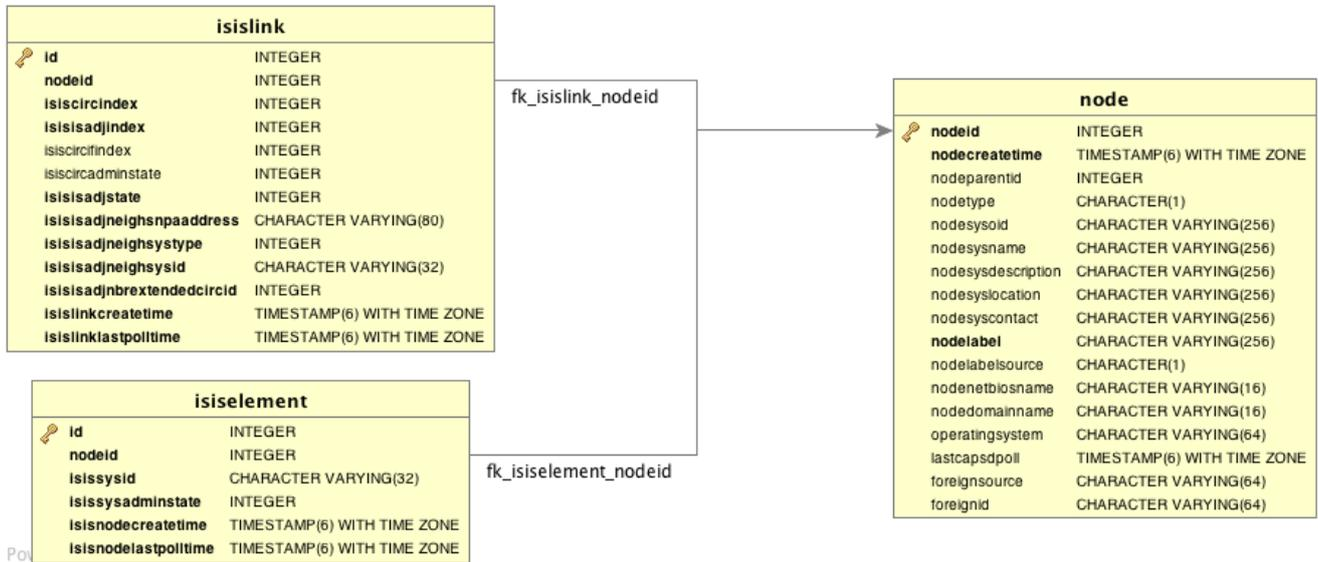 isislink
id INTEGER
nodeid INTEGER
isiscircindex INTEGER
isisisadjindex INTEGER
isiscircifindex INTEGER
isiscircadminstate INTEGER
isisisadjstate INTEGER
isisisadjneighsnpaaddress CHARACTER VARYING(80)
isisisadjneighsystype INTEGER
isisisadjneighsysid CHARACTER VARYING(32)
isisisadjnbrextendedcircid INTEGER
isislinkcreatetime TIMESTAMP(6) WITH TIME ZONE
isislinklastpolltime TIMESTAMP(6) WITH TIME ZONE
fk_isislink_nodeid
isiselement
id INTEGER
nodeid INTEGER
isissysid CHARACTER VARYING(32)
isissysadminstate INTEGER
isisnodecreatetime TIMESTAMP(6) WITH TIME ZONE
isisnodelastpolltime TIMESTAMP(6) WITH TIME ZONE
fk_isiselement_nodeid
node
nodeid INTEGER
nodecreatetime TIMESTAMP(6) WITH TIME ZONE
nodeparentid INTEGER
nodetype CHARACTER(1)
nodesysoid CHARACTER VARYING(256)
nodesysname CHARACTER VARYING(256)
nodesysdescription CHARACTER VARYING(256)
nodesyslocation CHARACTER VARYING(256)
nodesyscontact CHARACTER VARYING(256)
nodelabel CHARACTER VARYING(256)
nodelabelsource CHARACTER(1)
nodenetbiosname CHARACTER VARYING(16)
nodedomainname CHARACTER VARYING(16)
operatingsystem CHARACTER VARYING(64)
lastcapsdpoll TIMESTAMP(6) WITH TIME ZONE
foreignsource CHARACTER VARYING(64)
foreignid CHARACTER VARYING(64)